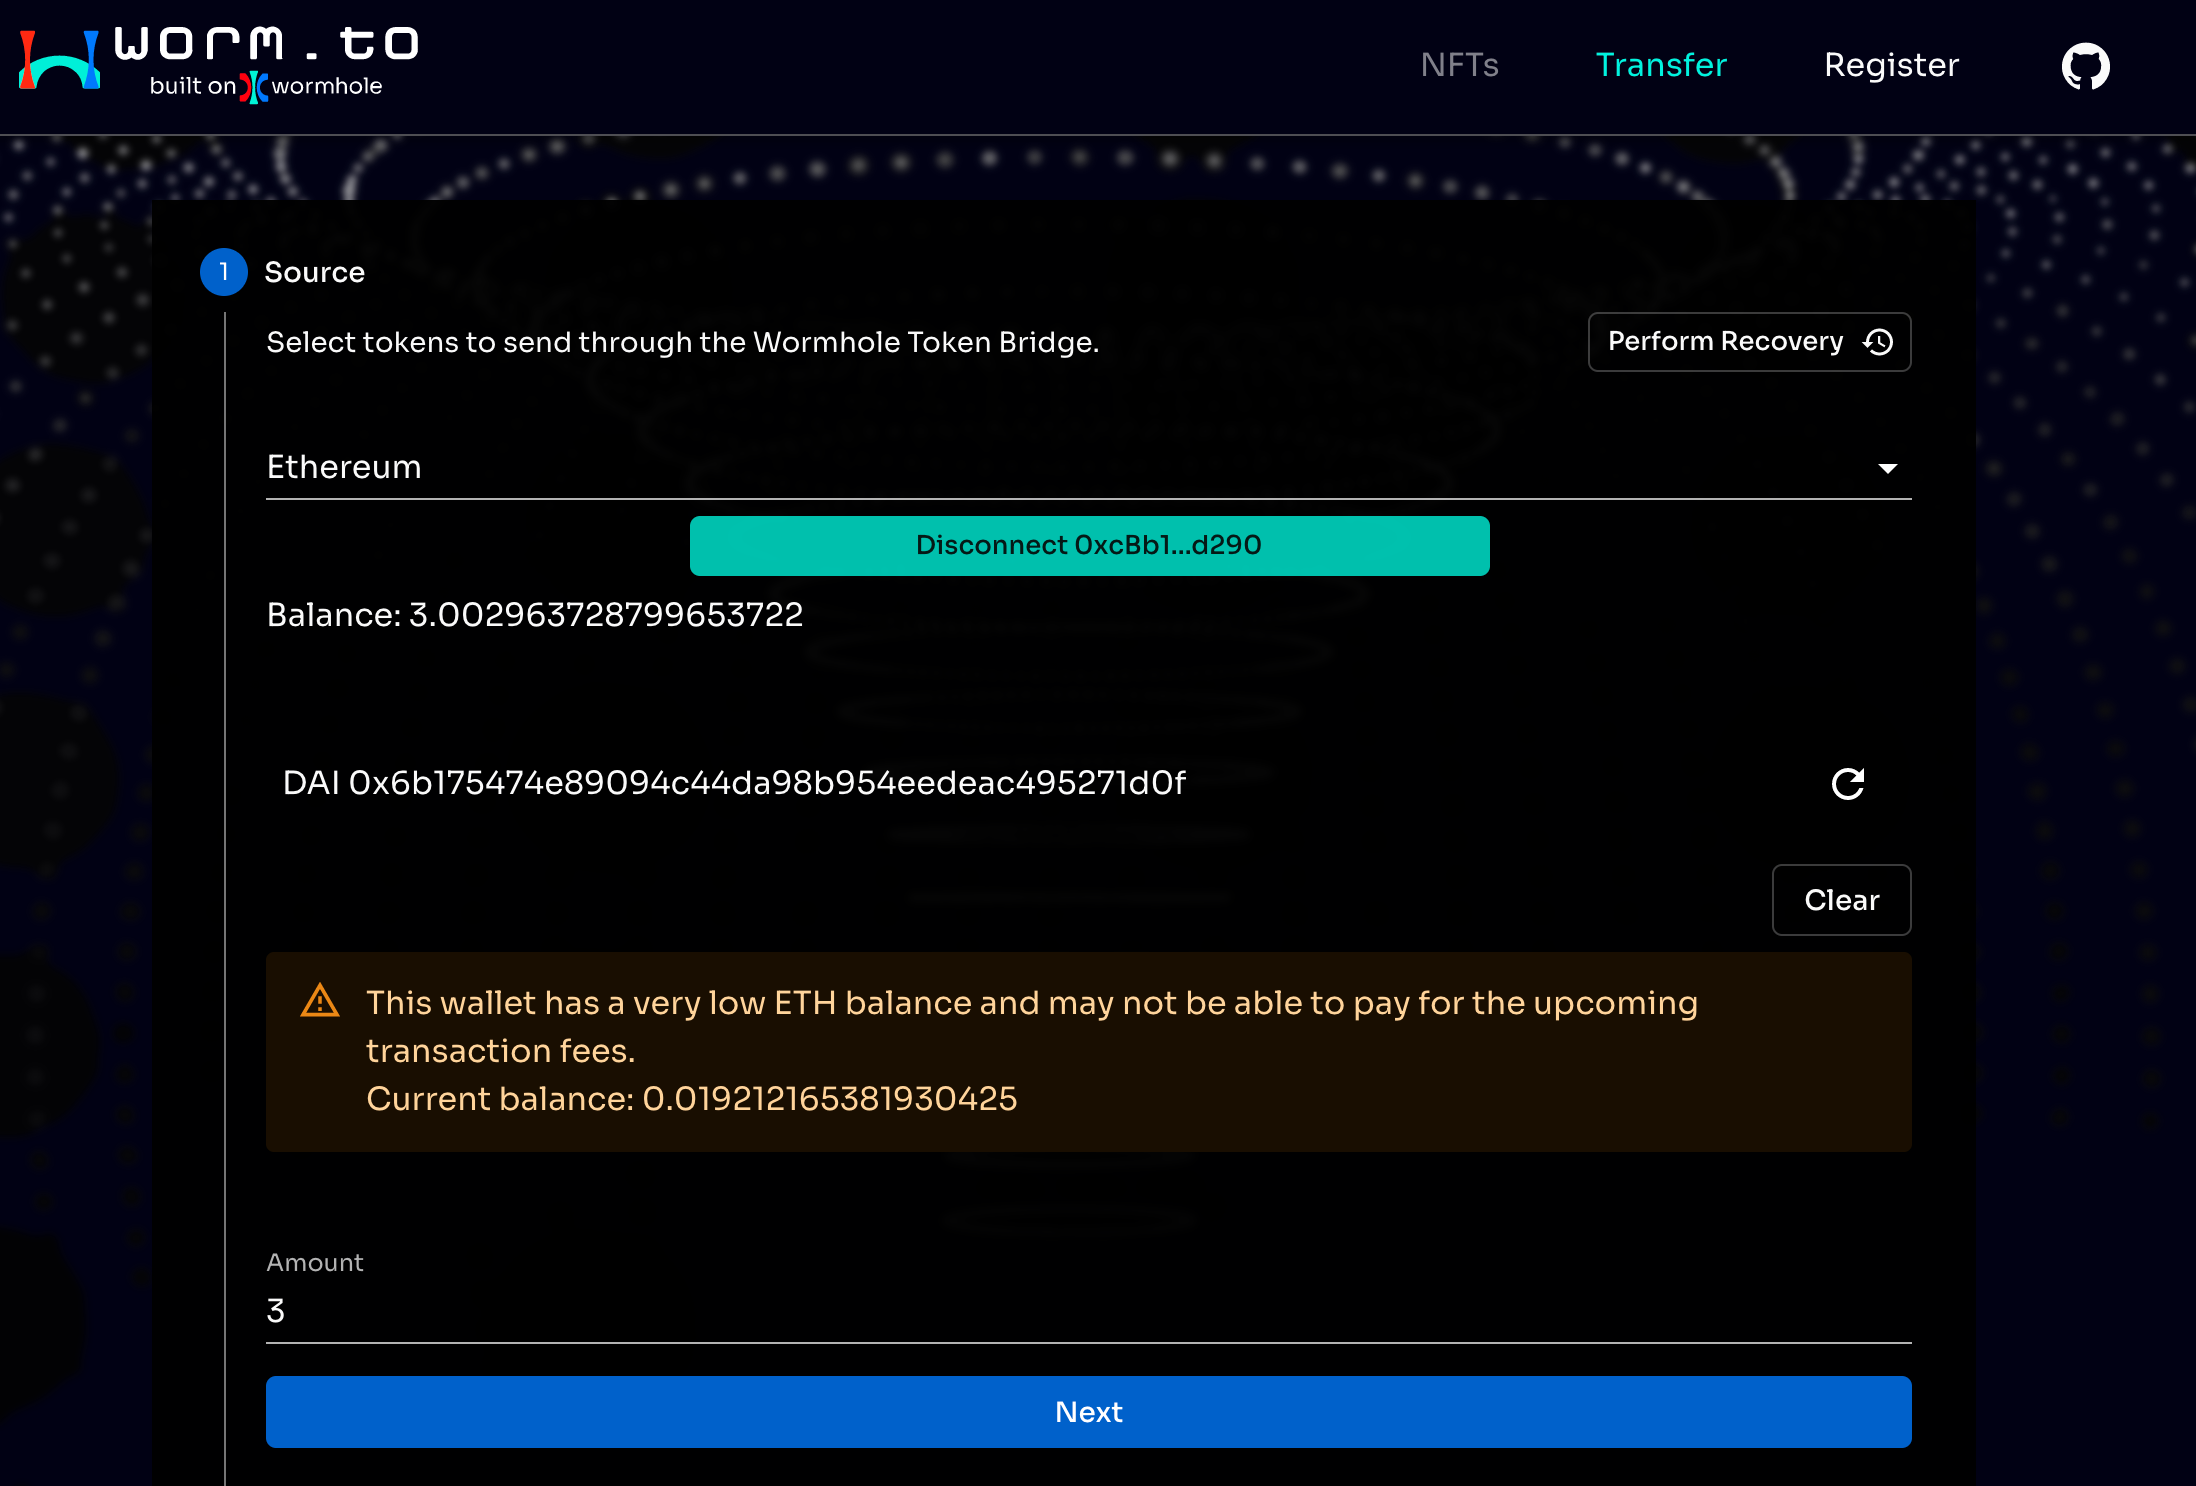 worm.to
built on wormhole
NFTs
Transfer
Register
1
Source
Select tokens to send through the Wormhole Token Bridge.
Perform Recovery
Ethereum
Disconnect 0xcBb1...d290
Balance: 3.002963728799653722
DAI 0x6b175474e89094c44da98b954eedeac495271d0f
Clear
This wallet has a very low ETH balance and may not be able to pay for the upcoming
transaction fees.
Current balance: 0.019212165381930425
Amount
3
Next